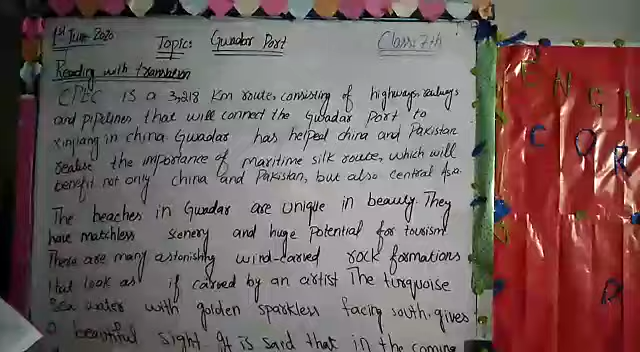 1st June 2020
Topic: Gwadar Port
Class: 7th
Reading with translation
CPEC is a 3,218 Km route, consisting of highways, railways
and pipelines that will connect the Gwadar Port to
xinjiang in china. Gwadar has helped china and Pakistan
realise the importance of maritime silk route, which will
benefit not only china and Pakistan, but also central Asia.
The beaches in Gwadar are unique in beauty. They
have matchless scenery and huge Potential for tourism
There are many astonishing wind-carved rock formations
that look as if carved by an artist The turquoise
Sea water with golden sparkless facing south, gives
a beautiful sight. It is said that in the coming
ENGL
COR